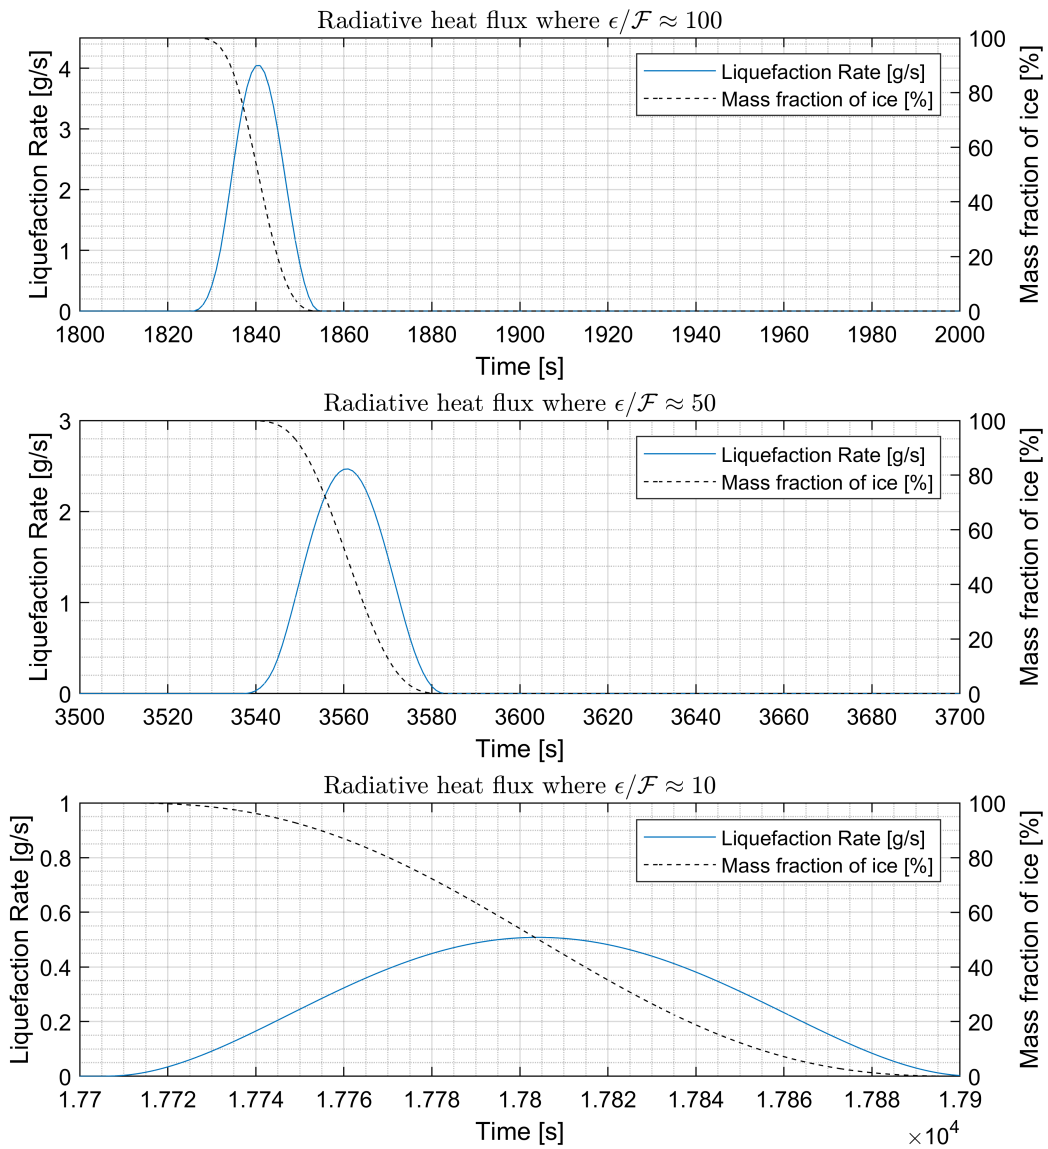 Radiative heat flux where ϵ/ℱ ≈ 100
Liquefaction Rate [g/s]
4
3
2
1
0
Liquefaction Rate [g/s]
Mass fraction of ice [%]
100
80
60
40
20
0
Mass fraction of ice [%]
1800 1820 1840 1860 1880 1900 1920 1940 1960 1980 2000
Time [s]
Radiative heat flux where ϵ/ℱ ≈ 50
Liquefaction Rate [g/s]
3
2
1
0
Liquefaction Rate [g/s]
Mass fraction of ice [%]
100
80
60
40
20
0
Mass fraction of ice [%]
3500 3520 3540 3560 3580 3600 3620 3640 3660 3680 3700
Time [s]
Radiative heat flux where ϵ/ℱ ≈ 10
Liquefaction Rate [g/s]
1
0.8
0.6
0.4
0.2
0
Liquefaction Rate [g/s]
Mass fraction of ice [%]
100
80
60
40
20
0
Mass fraction of ice [%]
1.77 1.772 1.774 1.776 1.778 1.78 1.782 1.784 1.786 1.788 1.79
Time [s]
×10⁴